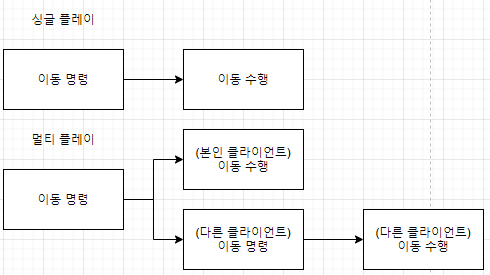 싱글 플레이
이동 명령
이동 수행
멀티 플레이
이동 명령
(본인 클라이언트)
이동 수행
(다른 클라이언트)
이동 명령
(다른 클라이언트)
이동 수행